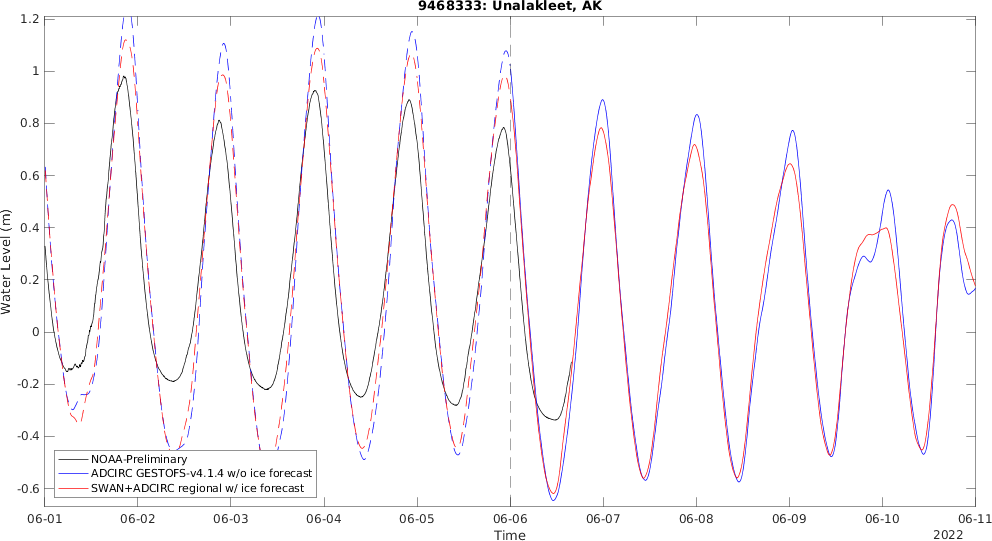 9468333: Unalakleet, AK
Water Level (m)
1.2
1
0.8
0.6
0.4
0.2
0
-0.2
-0.4
-0.6
NOAA-Preliminary
ADCIRC GESTOFS-v4.1.4 w/o ice forecast
SWAN+ADCIRC regional w/ ice forecast
06-01 06-02 06-03 06-04 06-05 06-06 06-07 06-08 06-09 06-10 06-11
Time
2022